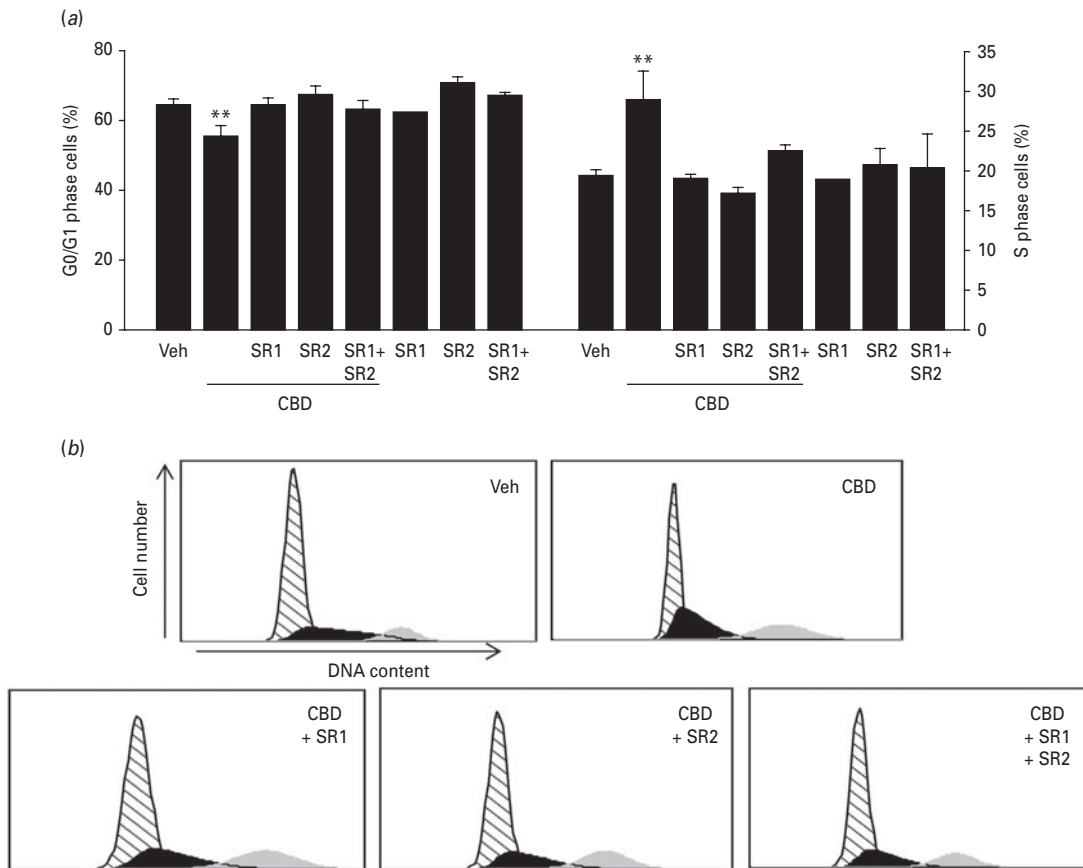 (a)
80
60
40
20
0
G0/G1 phase cells (%)
**
Veh
SR1
SR2
SR1+
SR2
SR1
SR2
SR1+
SR2
CBD
**
35
30
25
20
15
10
5
0
S phase cells (%)
Veh
SR1
SR2
SR1+
SR2
SR1
SR2
SR1+
SR2
CBD
(b)
Cell number
DNA content
Veh
CBD
CBD
+ SR1
CBD
+ SR2
CBD
+ SR1
+ SR2